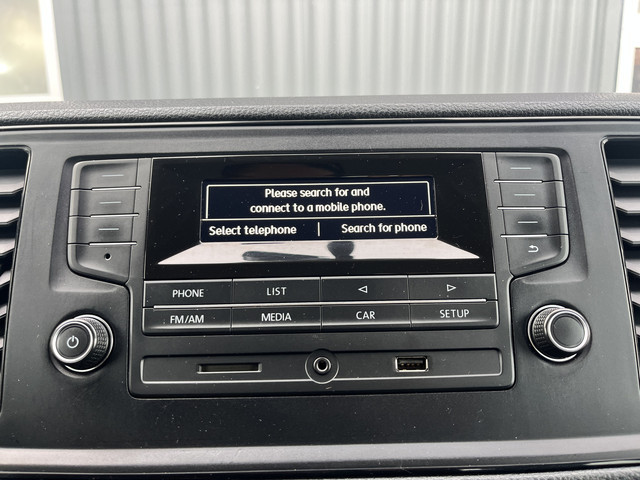 Please search for and
connect to a mobile phone.
Select telephone | Search for phone
PHONE LIST
FM/AM MEDIA CAR SETUP